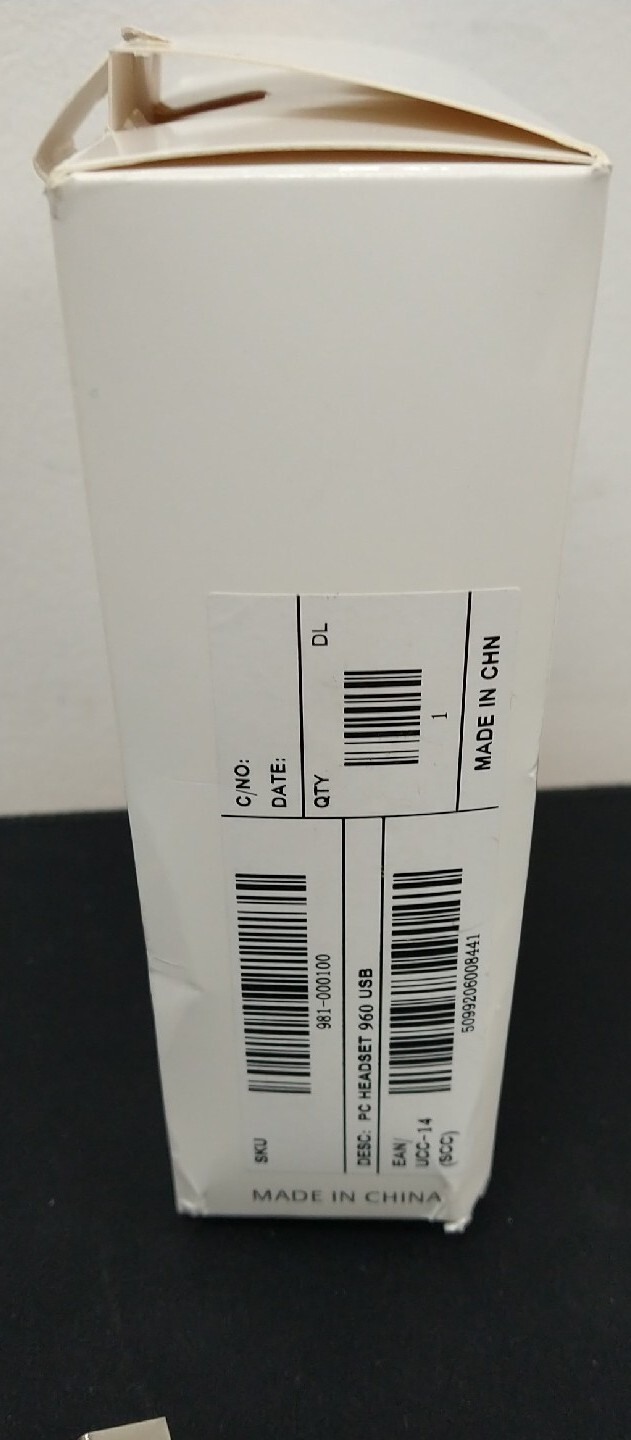 SKU
981-000100
DESC: PC HEADSET 960 USB
EAN/
UCC-14
(SCC)
5099206008441
C/NO:
DATE:
QTY
DL
1
MADE IN CHN
MADE IN CHINA